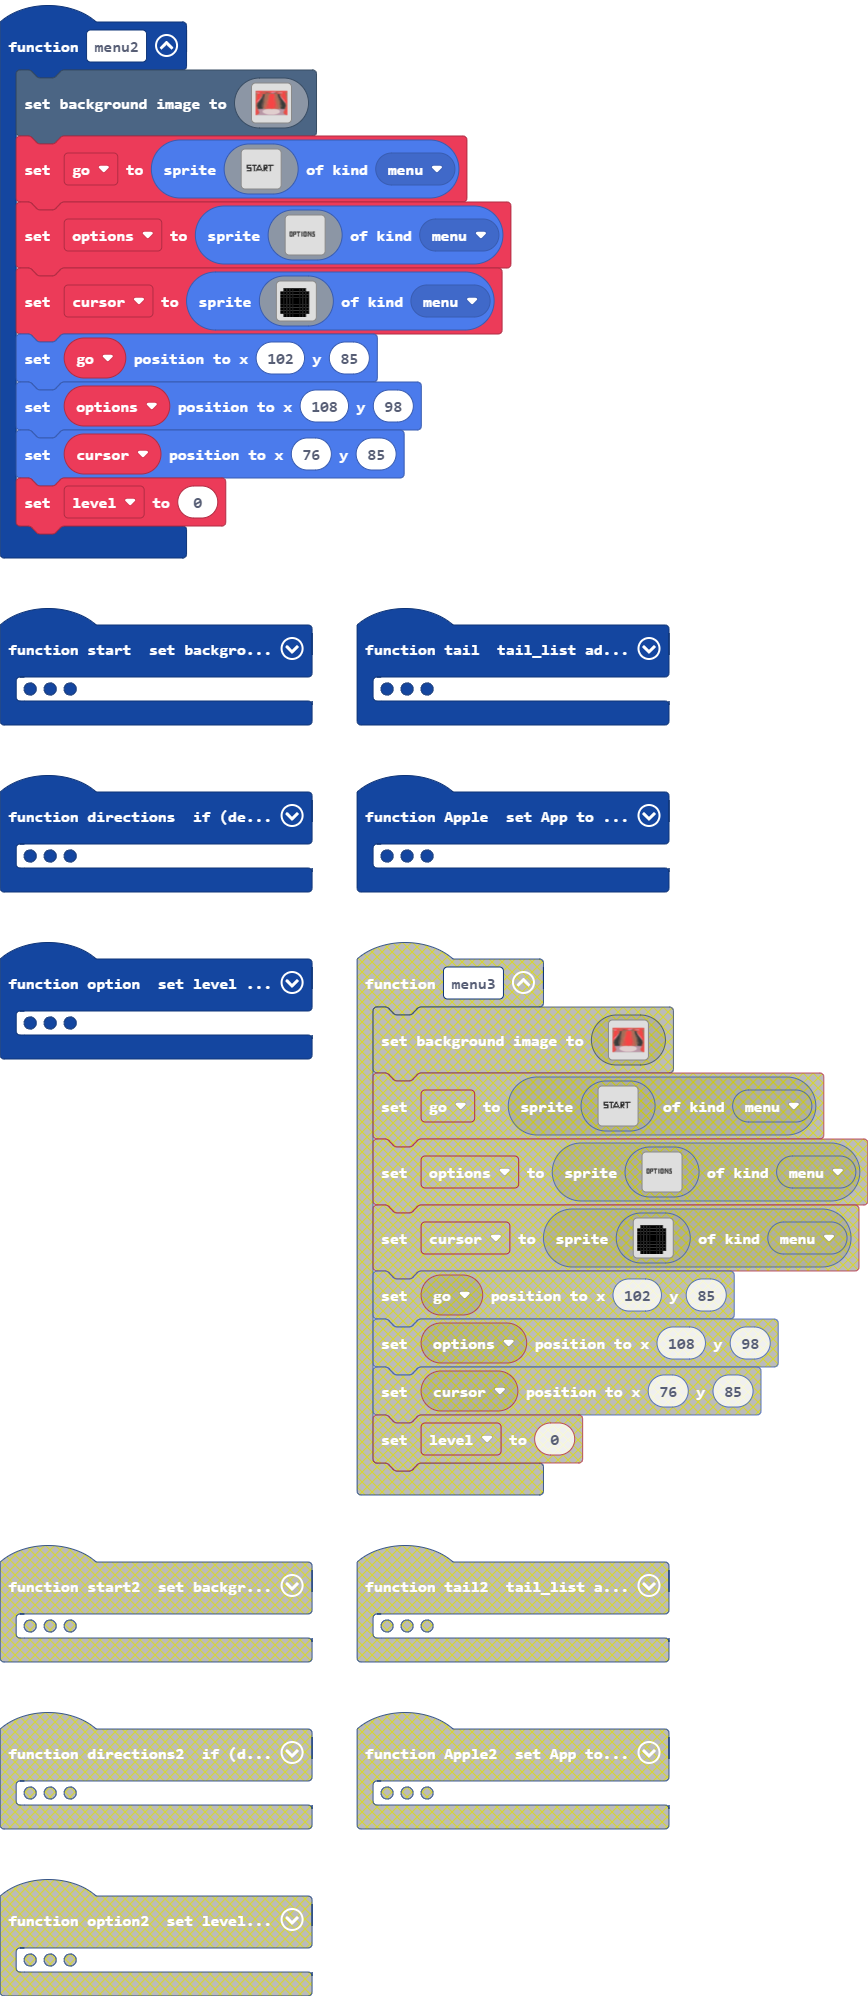 function menu2
set background image to
set go to sprite START of kind menu
set options to sprite OPTIONS of kind menu
set cursor to sprite of kind menu
set go position to x 102 y 85
set options position to x 108 y 98
set cursor position to x 76 y 85
set level to 0
function start set backgro...
function tail tail_list ad...
function directions if (de...
function Apple set App to ...
function option set level ...
function menu3
set background image to
set go to sprite START of kind menu
set options to sprite OPTIONS of kind menu
set cursor to sprite of kind menu
set go position to x 102 y 85
set options position to x 108 y 98
set cursor position to x 76 y 85
set level to 0
function start2 set backgr...
function tail2 tail_list a...
function directions2 if (d...
function Apple2 set App to...
function option2 set level...